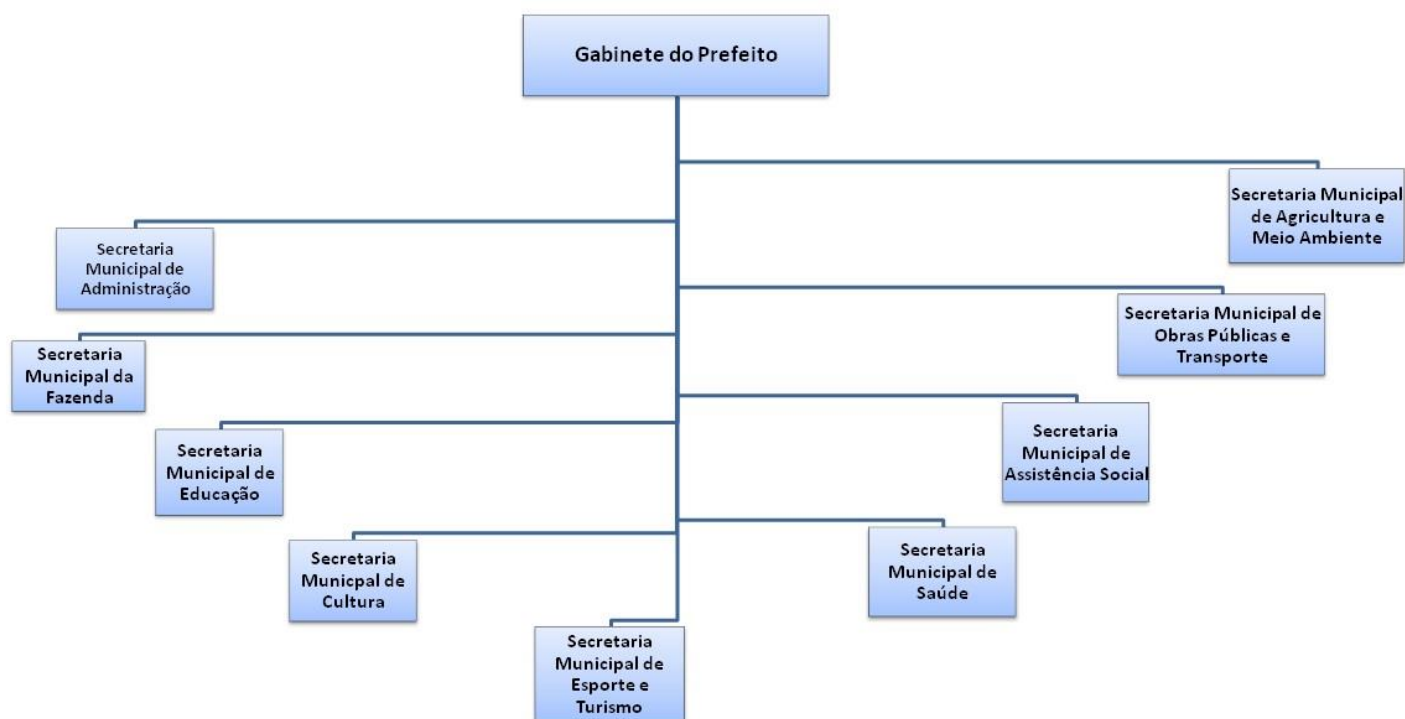 Gabinete do Prefeito
Secretaria Municipal
de Agricultura e
Meio Ambiente
Secretaria
Municipal de
Administração
Secretaria Municipal de
Obras Públicas e
Transporte
Secretaria
Municipal da
Fazenda
Secretaria
Municipal de
Assistência Social
Secretaria
Municipal de
Educação
Secretaria
Municpal de
Cultura
Secretaria
Municipal de
Saúde
Secretaria
Municipal de
Esporte e
Turismo